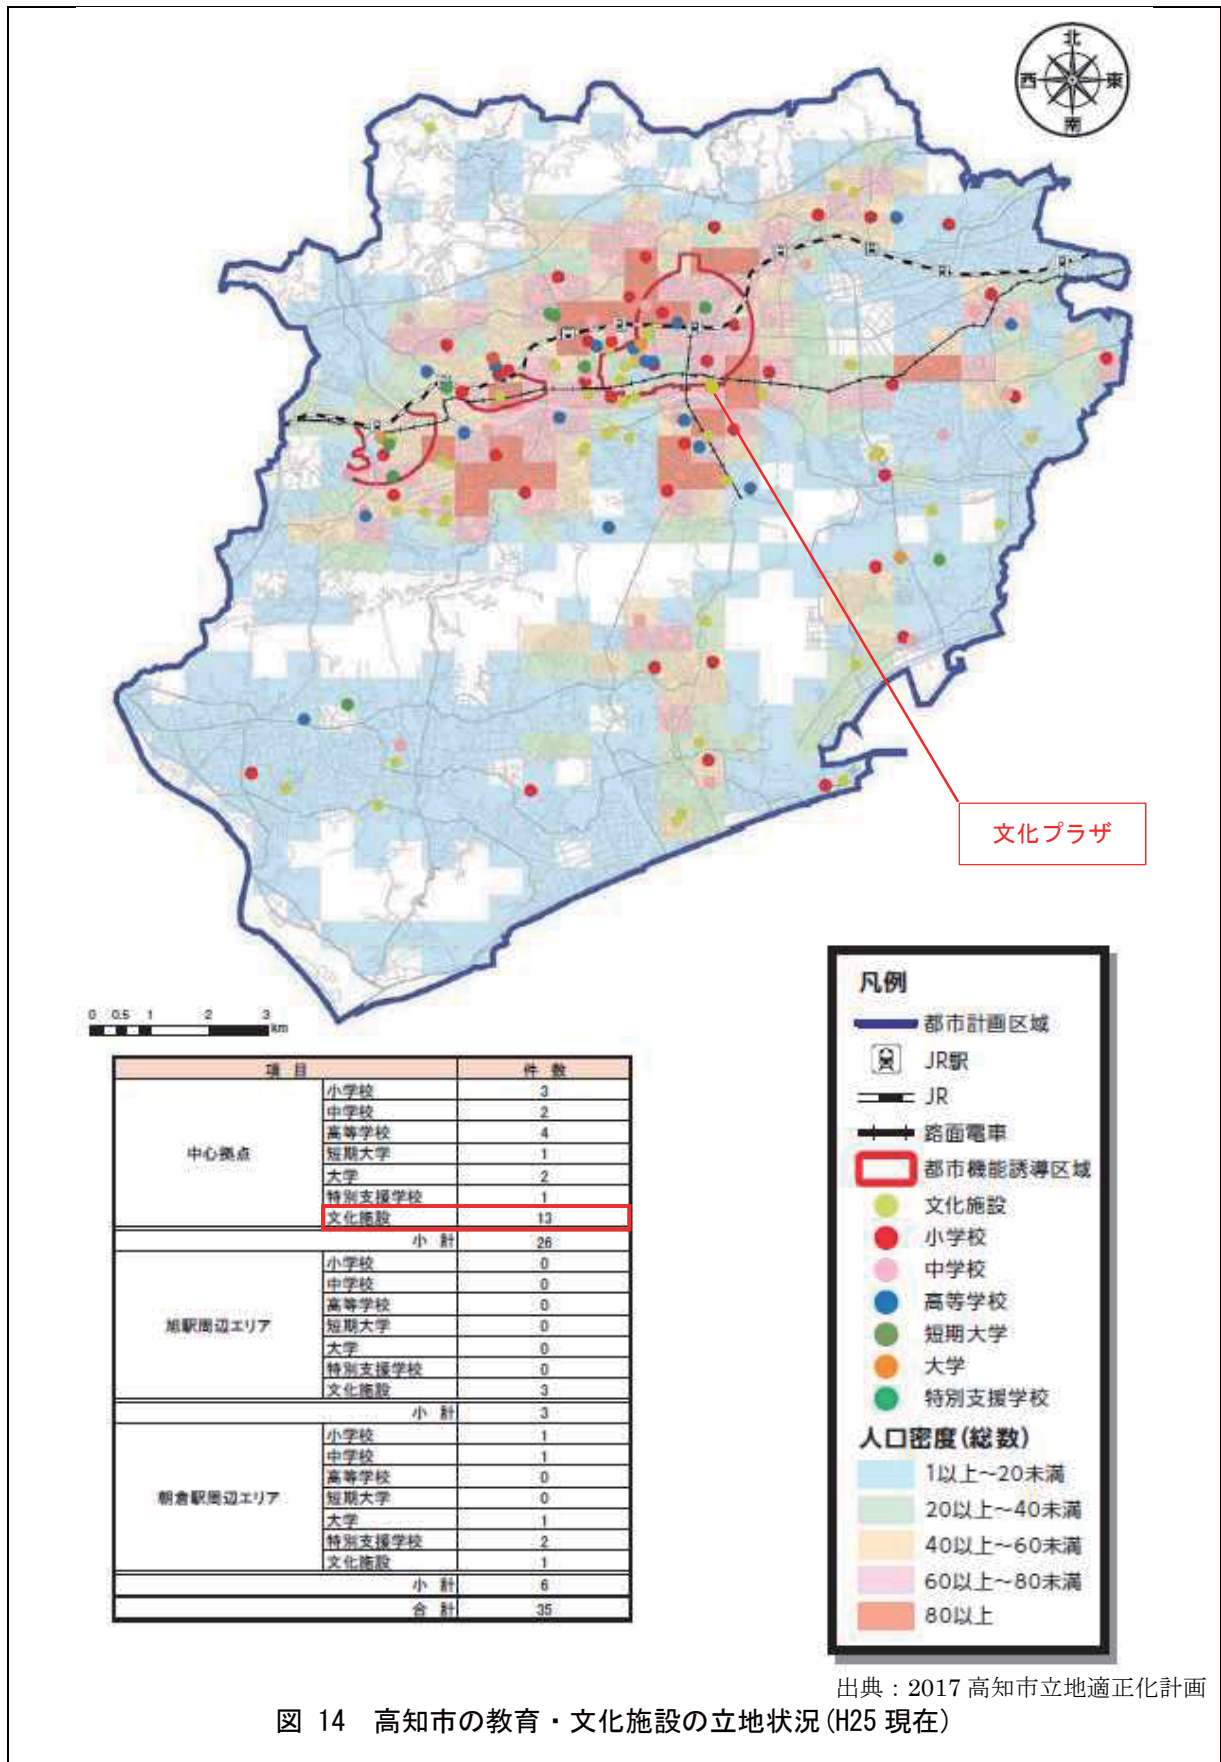 北
西 東
南
文化プラザ
0 0.5 1 2 3
km
項 目 件 数
中心拠点
小学校 3
中学校 2
高等学校 4
短期大学 1
大学 2
特別支援学校 1
文化施設 13
小 計 26
旭駅周辺エリア
小学校 0
中学校 0
高等学校 0
短期大学 0
大学 0
特別支援学校 0
文化施設 3
小 計 3
朝倉駅周辺エリア
小学校 1
中学校 1
高等学校 0
短期大学 0
大学 1
特別支援学校 2
文化施設 1
小 計 6
合 計 35
凡例
都市計画区域
JR駅
JR
路面電車
都市機能誘導区域
文化施設
小学校
中学校
高等学校
短期大学
大学
特別支援学校
人口密度(総数)
1以上～20未満
20以上～40未満
40以上～60未満
60以上～80未満
80以上
出典：2017 高知市立地適正化計画
図 14 高知市の教育・文化施設の立地状況(H25 現在)